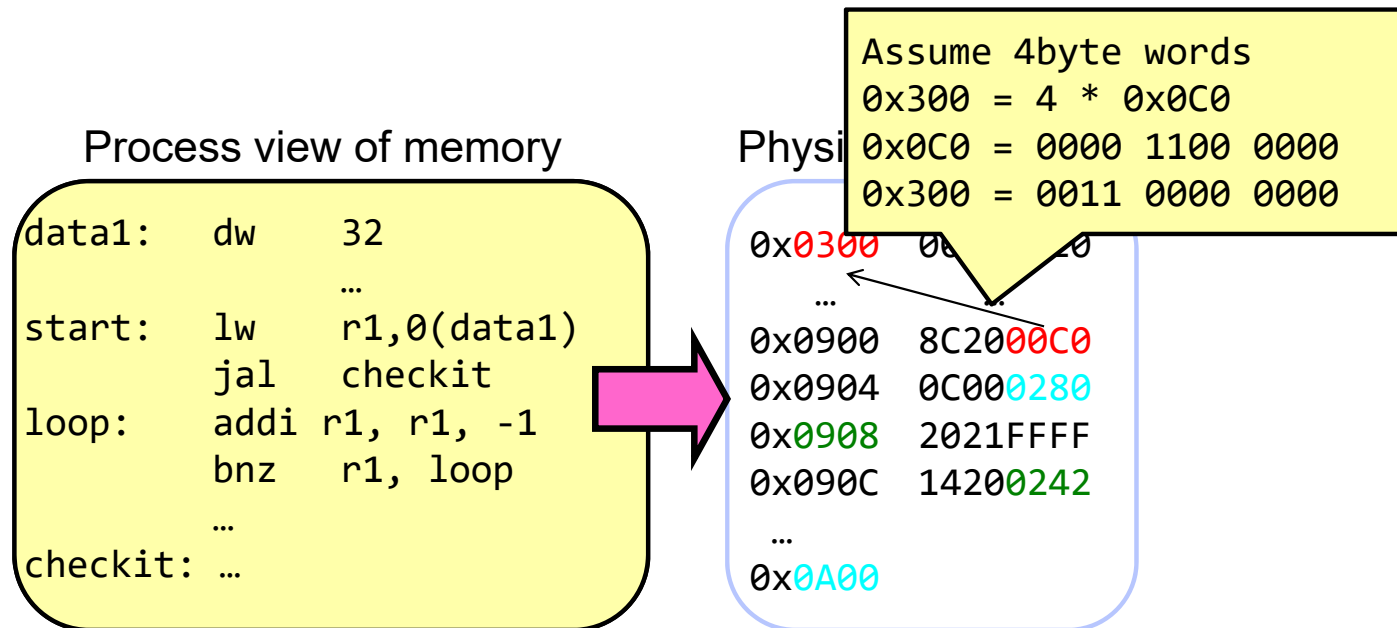 Assume 4byte words
0x300 = 4 * 0x0C0
0x0C0 = 0000 1100 0000
0x300 = 0011 0000 0000
Process view of memory
data1: dw 32
…
start: lw r1,0(data1)
jal checkit
loop: addi r1, r1, -1
bnz r1, loop
…
checkit: …
0x0300
… …
0x0900 8C2000C0
0x0904 0C000280
0x0908 2021FFFF
0x090C 14200242
…
0x0A00